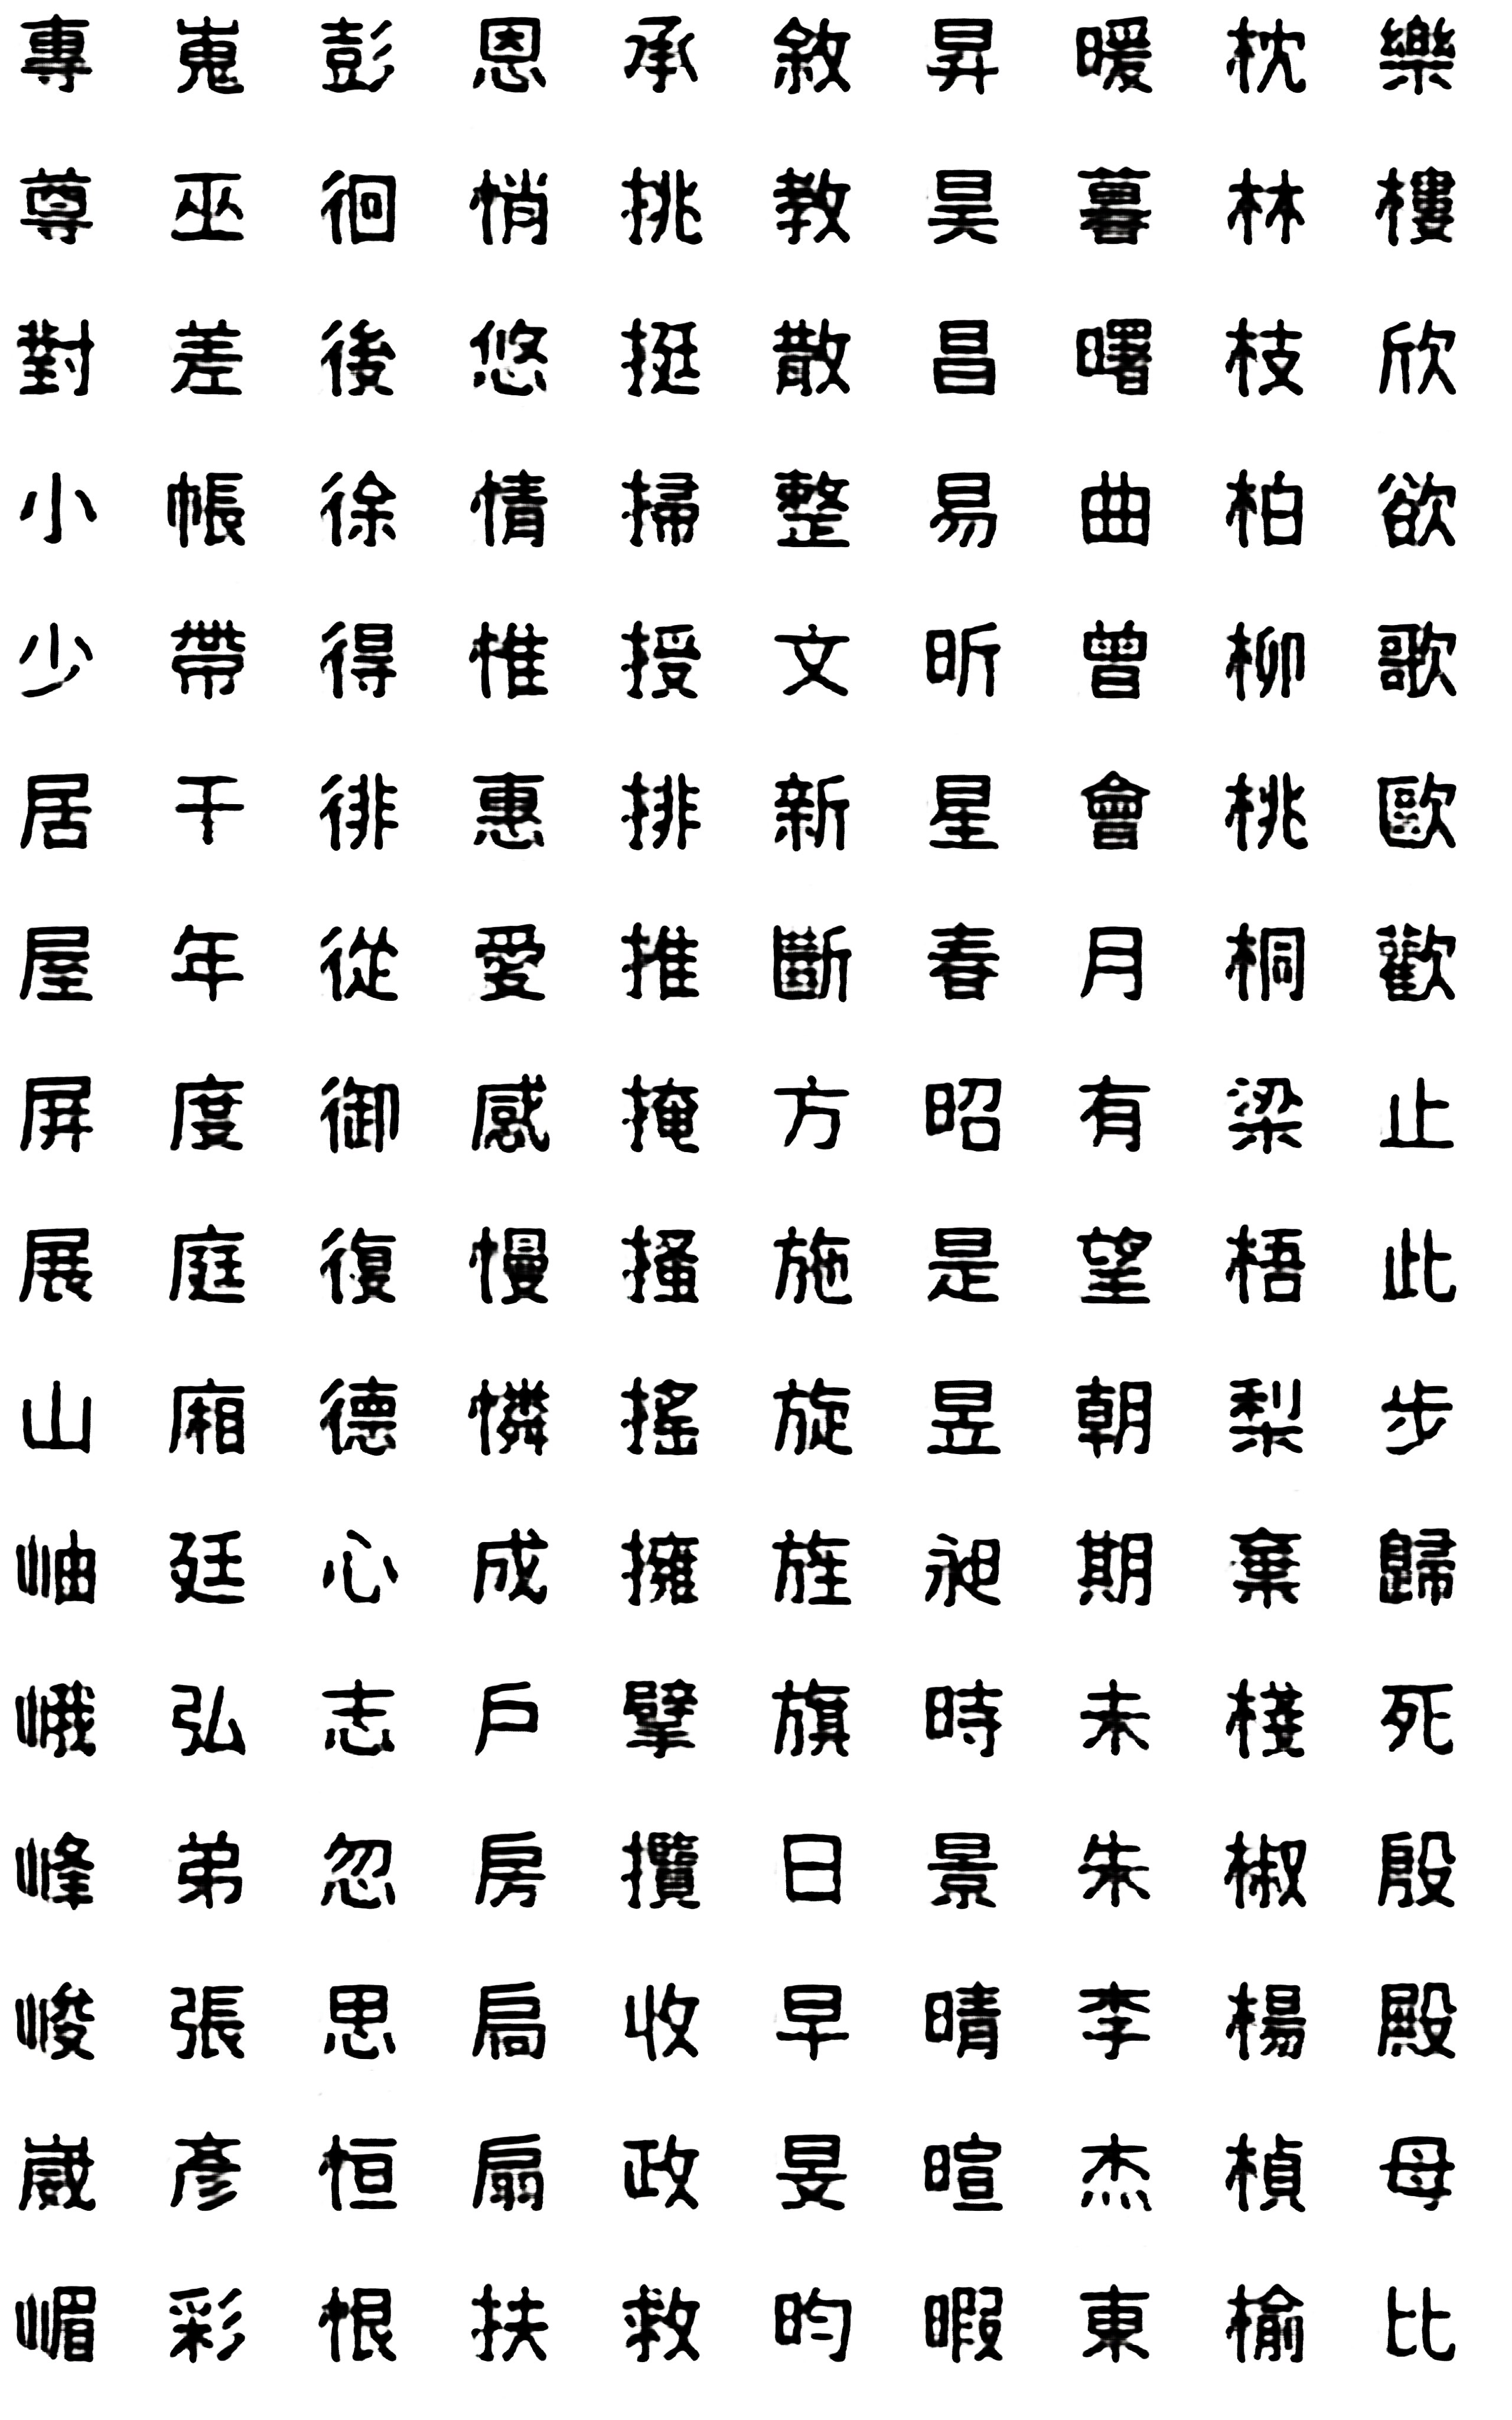 專嵬彭恩承敘昇暖枕樂
尊巫徊悄挑教昊暮林樓
對差後悠挺散昌曙枝欣
小帳徐情掃整易曲柏欲
少帶得惟授文昕曾柳歌
居干徘惠排新星會桃歐
屋年從愛推斷春月桐歡
屏度御感掩方昭有梁止
展庭復慢搔施是望梧此
山廂德憐搖旋昱朝梨步
岫廷心成擁旌昶期棄歸
峨弘志戶擘旗時未棧死
峰弟忽房攬日景朱椒殷
峻張思扃收早晴李楊殿
崴彥恒扇政旻暄杰楨母
嵋彩恨扶救昀暇東榆比